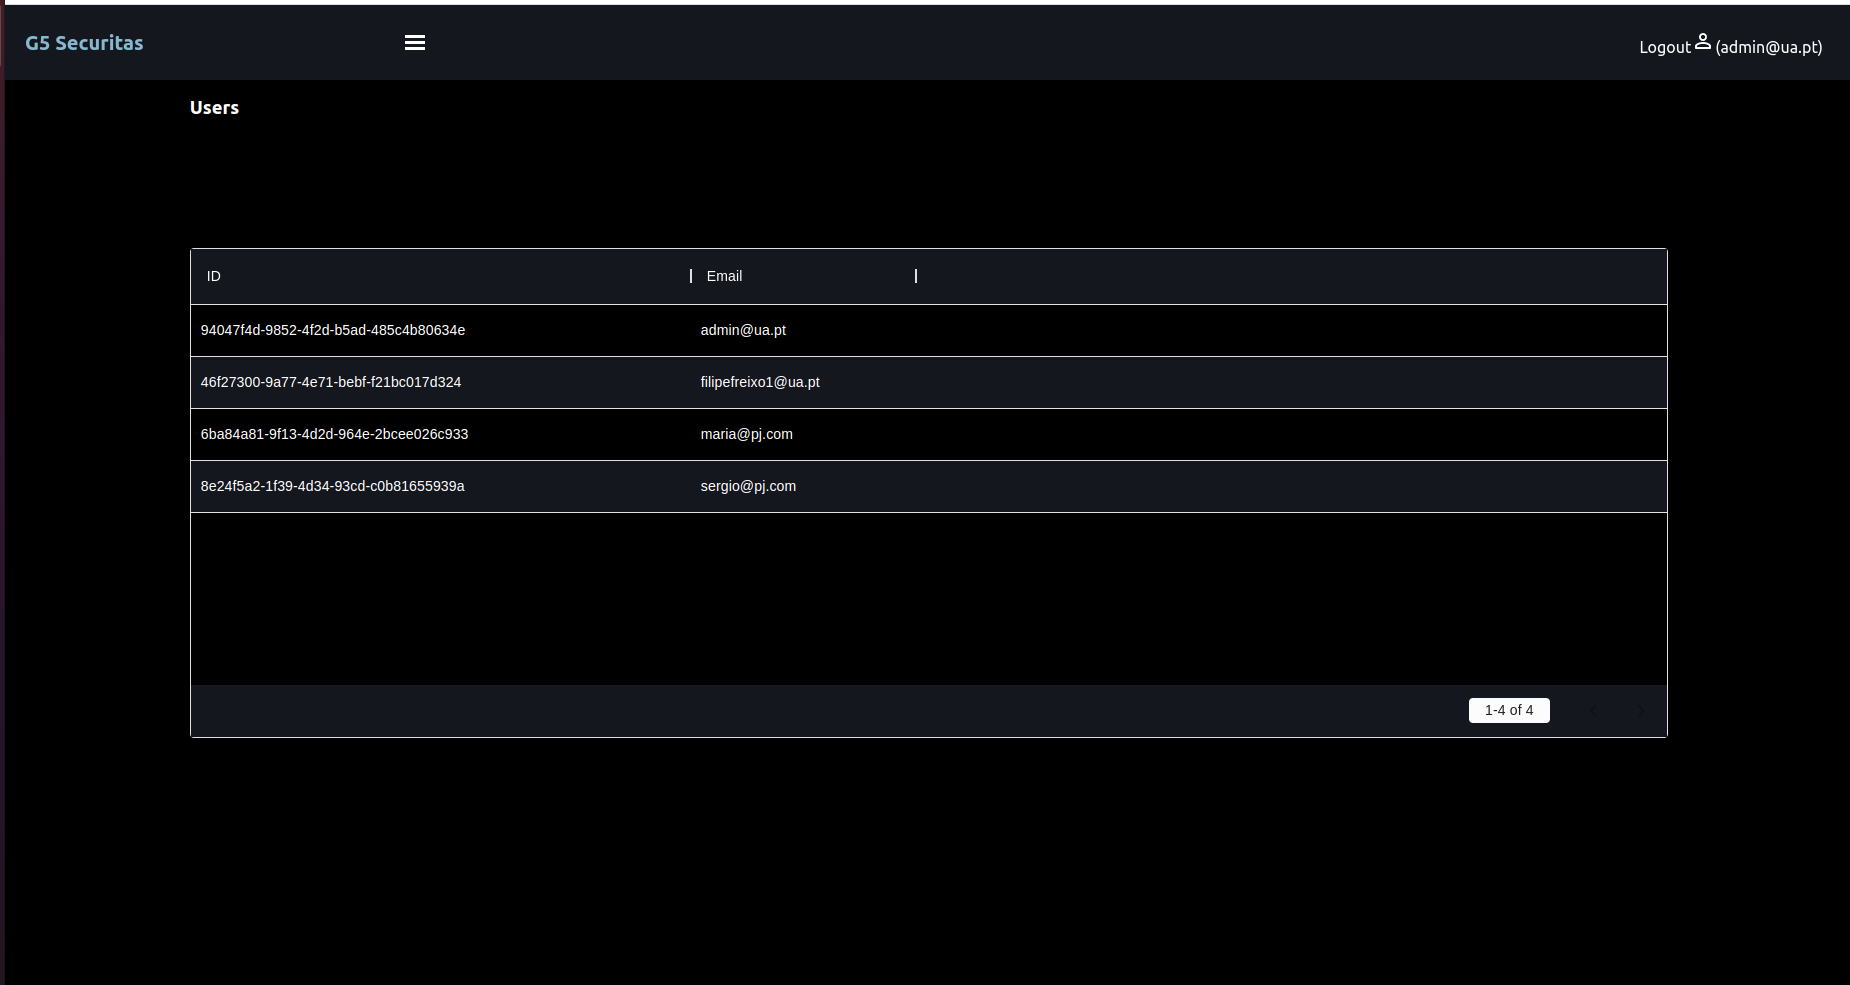 G5 Securitas
Logout (admin@ua.pt)
Users
ID Email
94047f4d-9852-4f2d-b5ad-485c4b80634e admin@ua.pt
46f27300-9a77-4e71-bebf-f21bc017d324 filipefreixo1@ua.pt
6ba84a81-9f13-4d2d-964e-2bcee026c933 maria@pj.com
8e24f5a2-1f39-4d34-93cd-c0b81655939a sergio@pj.com
1-4 of 4